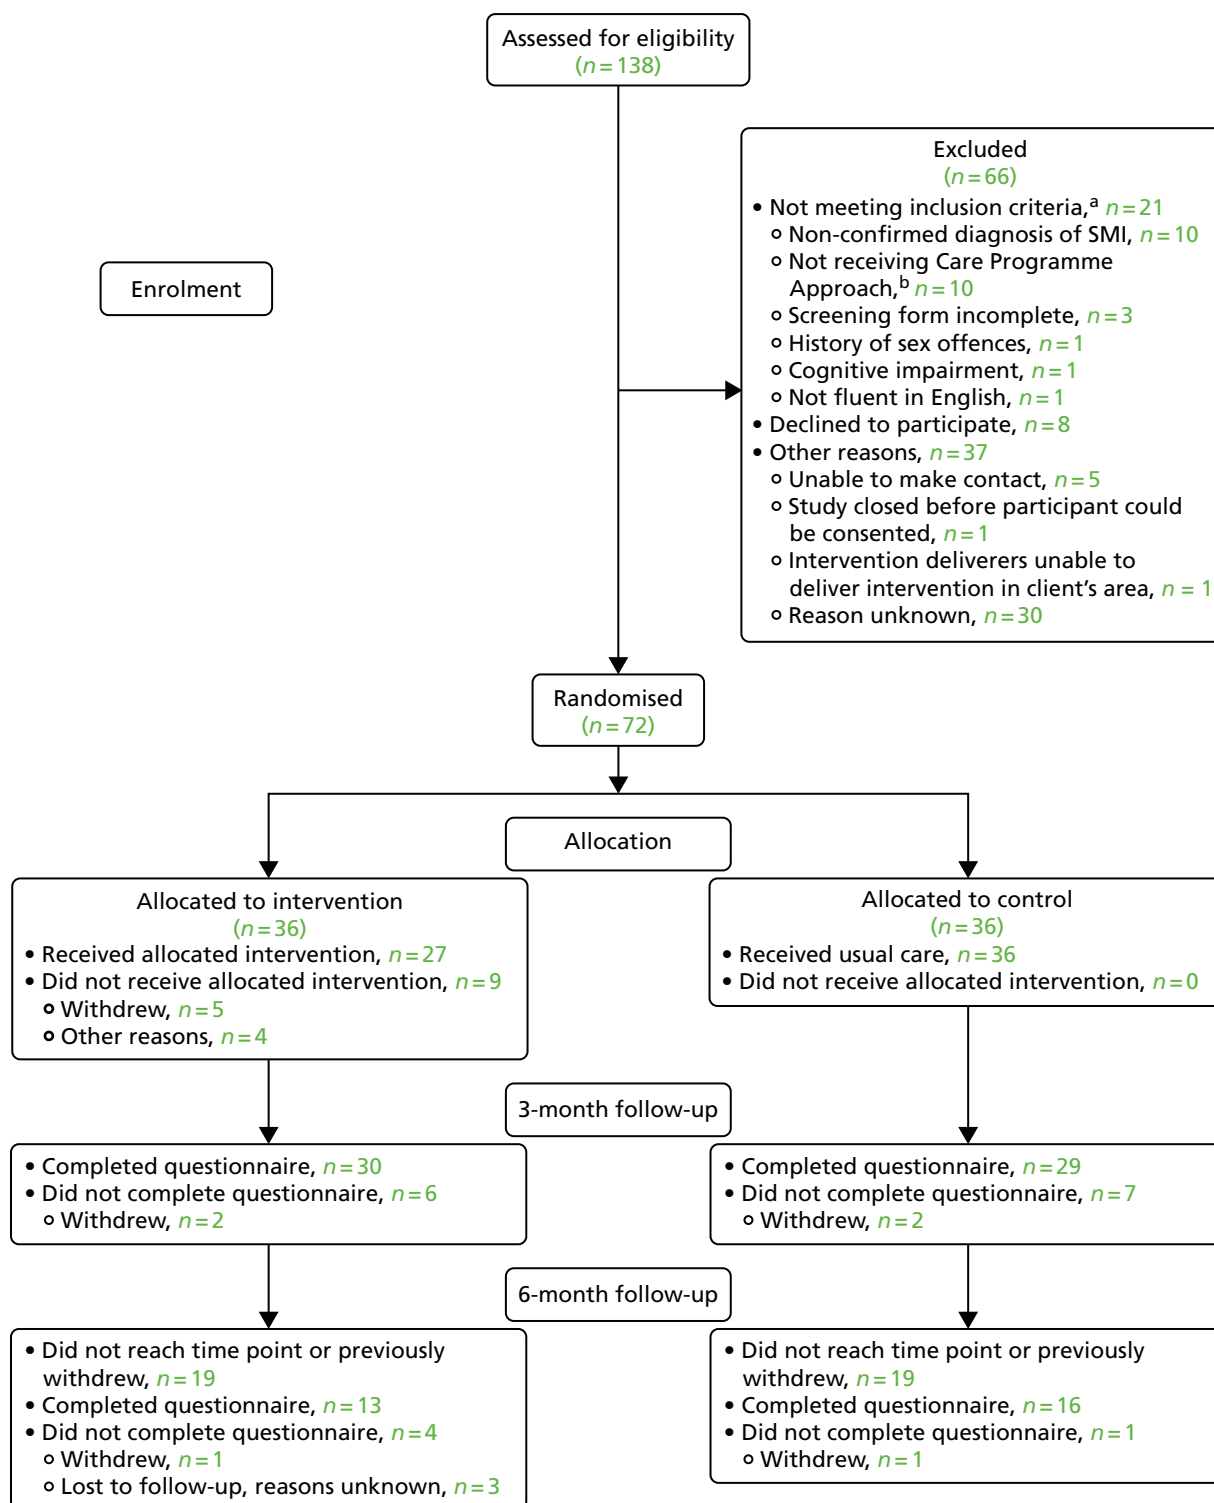 Assessed for eligibility
(n=138)
Excluded
(n=66)
• Not meeting inclusion criteria,a n=21
Non-confirmed diagnosis of SMI, n=10
Not receiving Care Programme
Approach,b n=10
Screening form incomplete, n=3
History of sex offences, n=1
Cognitive impairment, n=1
Not fluent in English, n=1
• Declined to participate, n=8
• Other reasons, n=37
Unable to make contact, n=5
Study closed before participant could
be consented, n=1
Intervention deliverers unable to
deliver intervention in client's area, n = 1
Reason unknown, n=30
Enrolment
Randomised
(n=72)
Allocation
Allocated to intervention
(n=36)
• Received allocated intervention, n=27
• Did not receive allocated intervention, n=9
Withdrew, n=5
Other reasons, n=4
Allocated to control
(n=36)
• Received usual care, n=36
• Did not receive allocated intervention, n=0
3-month follow-up
• Completed questionnaire, n=30
• Did not complete questionnaire, n=6
Withdrew, n=2
• Completed questionnaire, n=29
• Did not complete questionnaire, n=7
Withdrew, n=2
6-month follow-up
• Did not reach time point or previously
withdrew, n=19
• Completed questionnaire, n=13
• Did not complete questionnaire, n=4
Withdrew, n=1
Lost to follow-up, reasons unknown, n=3
• Did not reach time point or previously
withdrew, n=19
• Completed questionnaire, n=16
• Did not complete questionnaire, n=1
Withdrew, n=1